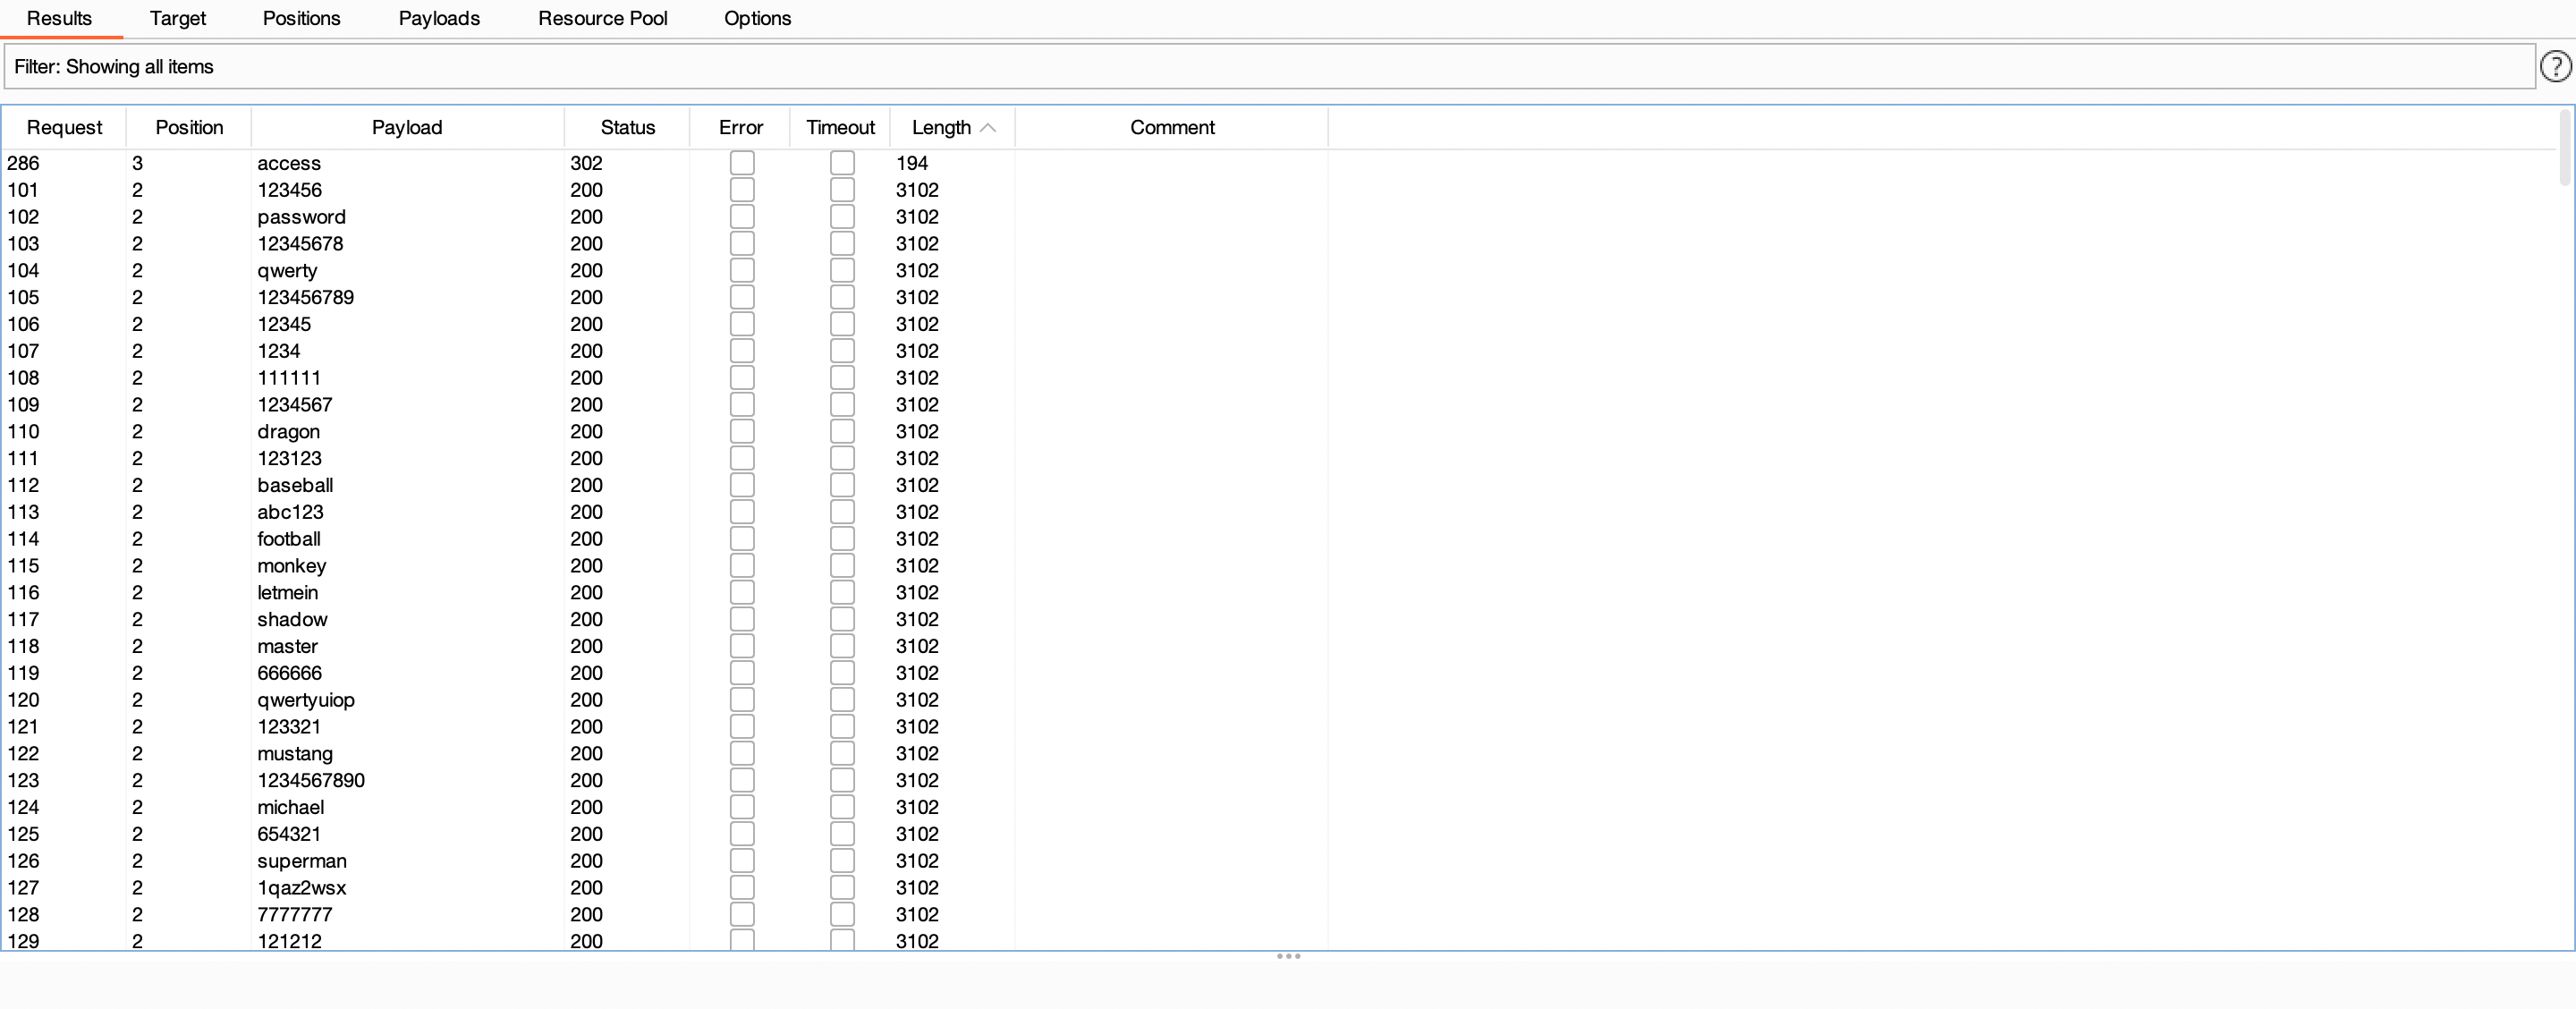 Results Target Positions Payloads Resource Pool Options
Filter: Showing all items ?
Request Position Payload Status Error Timeout Length Comment
286 3 access 302 194
101 2 123456 200 3102
102 2 password 200 3102
103 2 12345678 200 3102
104 2 qwerty 200 3102
105 2 123456789 200 3102
106 2 12345 200 3102
107 2 1234 200 3102
108 2 111111 200 3102
109 2 1234567 200 3102
110 2 dragon 200 3102
111 2 123123 200 3102
112 2 baseball 200 3102
113 2 abc123 200 3102
114 2 football 200 3102
115 2 monkey 200 3102
116 2 letmein 200 3102
117 2 shadow 200 3102
118 2 master 200 3102
119 2 666666 200 3102
120 2 qwertyuiop 200 3102
121 2 123321 200 3102
122 2 mustang 200 3102
123 2 1234567890 200 3102
124 2 michael 200 3102
125 2 654321 200 3102
126 2 superman 200 3102
127 2 1qaz2wsx 200 3102
128 2 7777777 200 3102
129 2 121212 200 3102